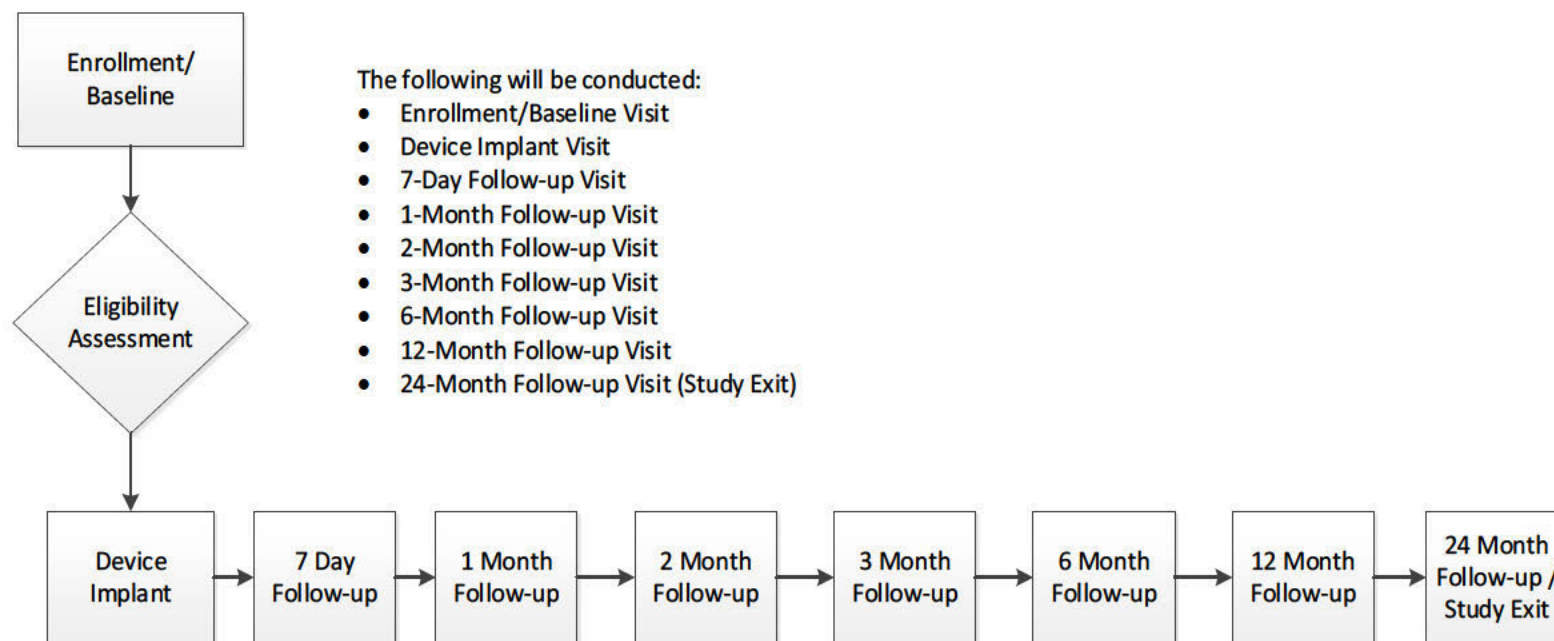 Enrollment/
Baseline
The following will be conducted:
• Enrollment/Baseline Visit
• Device Implant Visit
• 7-Day Follow-up Visit
• 1-Month Follow-up Visit
• 2-Month Follow-up Visit
• 3-Month Follow-up Visit
• 6-Month Follow-up Visit
• 12-Month Follow-up Visit
• 24-Month Follow-up Visit (Study Exit)
Eligibility
Assessment
Device
Implant
7 Day
Follow-up
1 Month
Follow-up
2 Month
Follow-up
3 Month
Follow-up
6 Month
Follow-up
12 Month
Follow-up
24 Month
Follow-up /
Study Exit